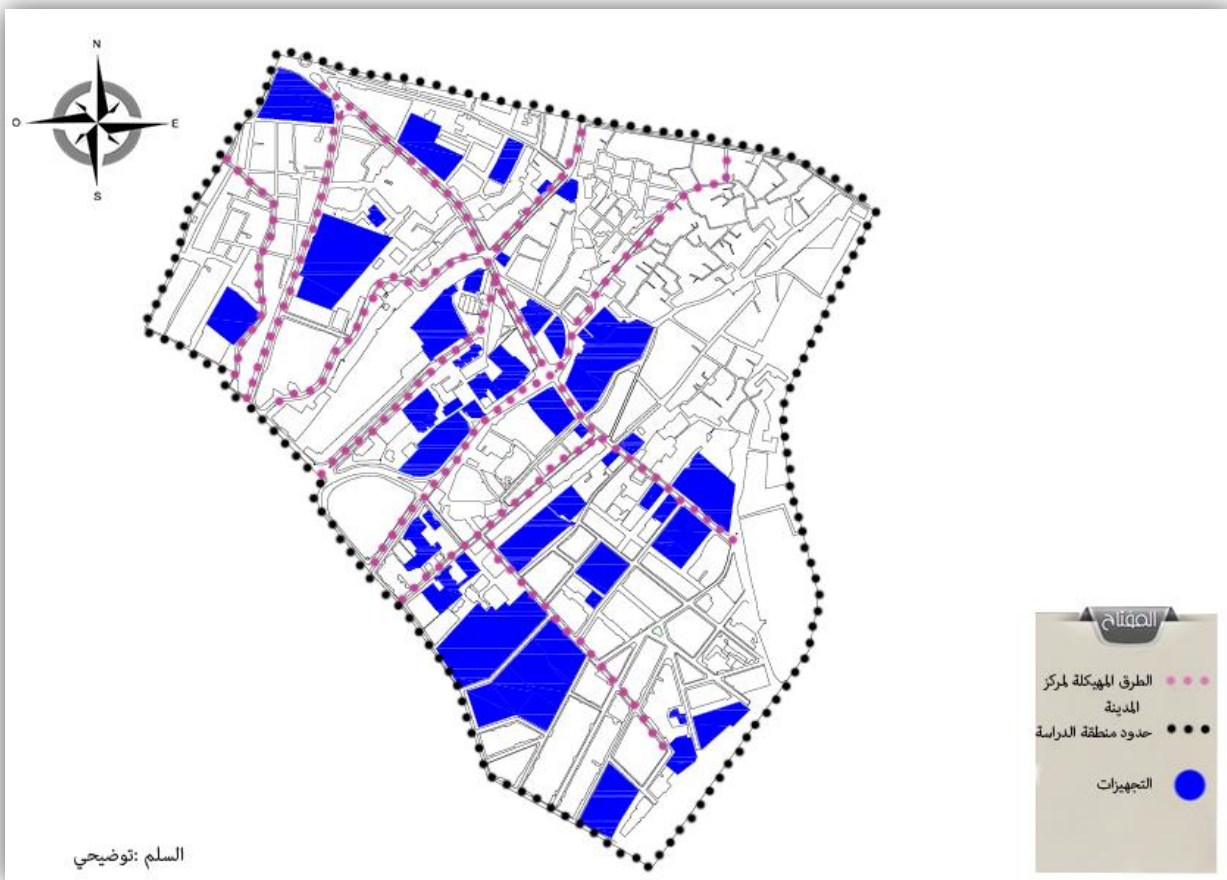 N
O
E
S
المفتاح
الطرق المهيكلة لمركز
المدينة
حدود منطقة الدراسة
التجهيزات
السلم :توضيحي